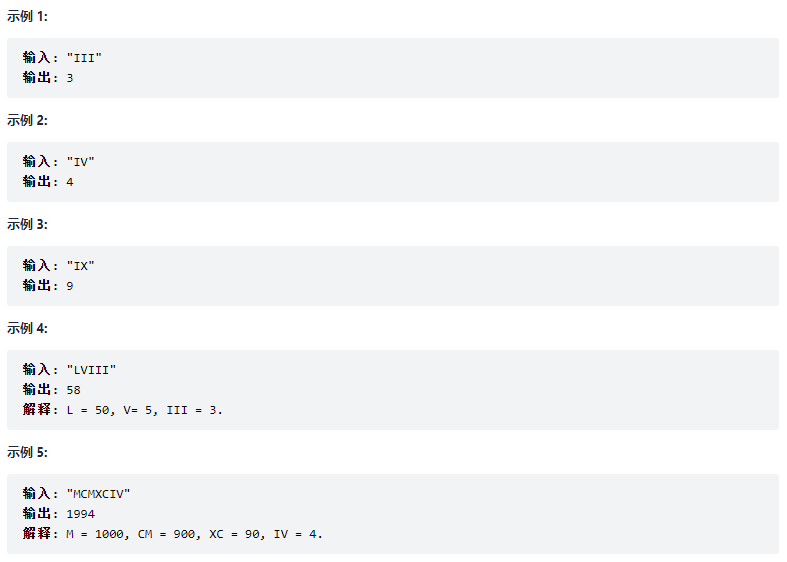 示例 1:
输入: "III"
输出: 3
示例 2:
输入: "IV"
输出: 4
示例 3:
输入: "IX"
输出: 9
示例 4:
输入: "LVIII"
输出: 58
解释: L = 50, V= 5, III = 3.
示例 5:
输入: "MCMXCIV"
输出: 1994
解释: M = 1000, CM = 900, XC = 90, IV = 4.